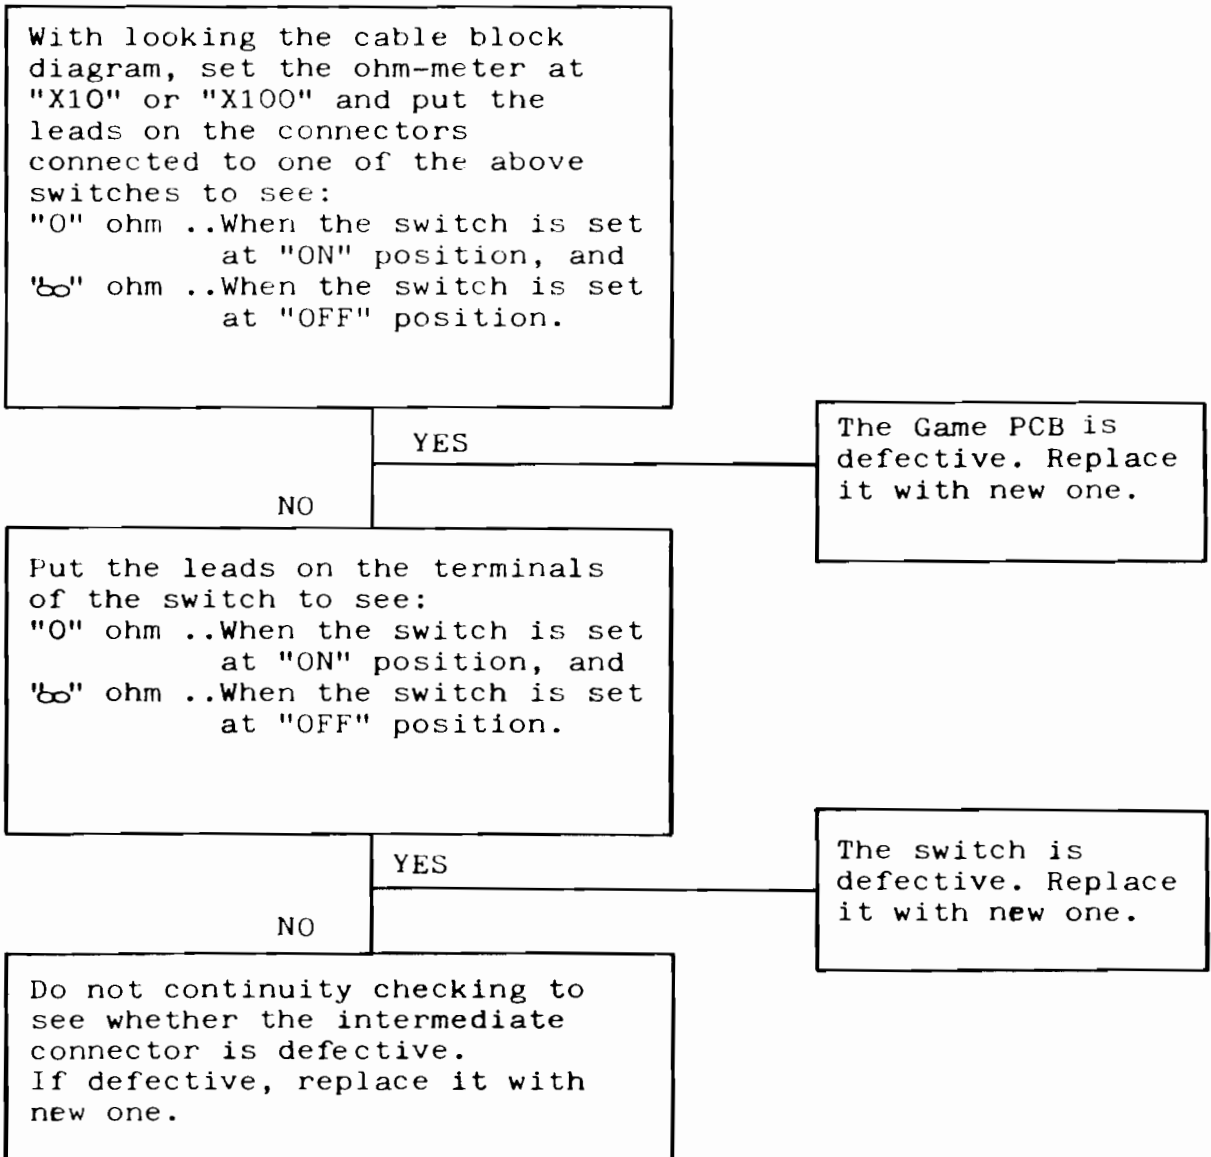 With looking the cable block
diagram, set the ohm-meter at
"X10" or "X100" and put the
leads on the connectors
connected to one of the above
switches to see:
"0" ohm ..When the switch is set
at "ON" position, and
"∞" ohm ..When the switch is set
at "OFF" position.
YES
The Game PCB is
defective. Replace
it with new one.
NO
Put the leads on the terminals
of the switch to see:
"0" ohm ..When the switch is set
at "ON" position, and
"∞" ohm ..When the switch is set
at "OFF" position.
YES
The switch is
defective. Replace
it with new one.
NO
Do not continuity checking to
see whether the intermediate
connector is defective.
If defective, replace it with
new one.